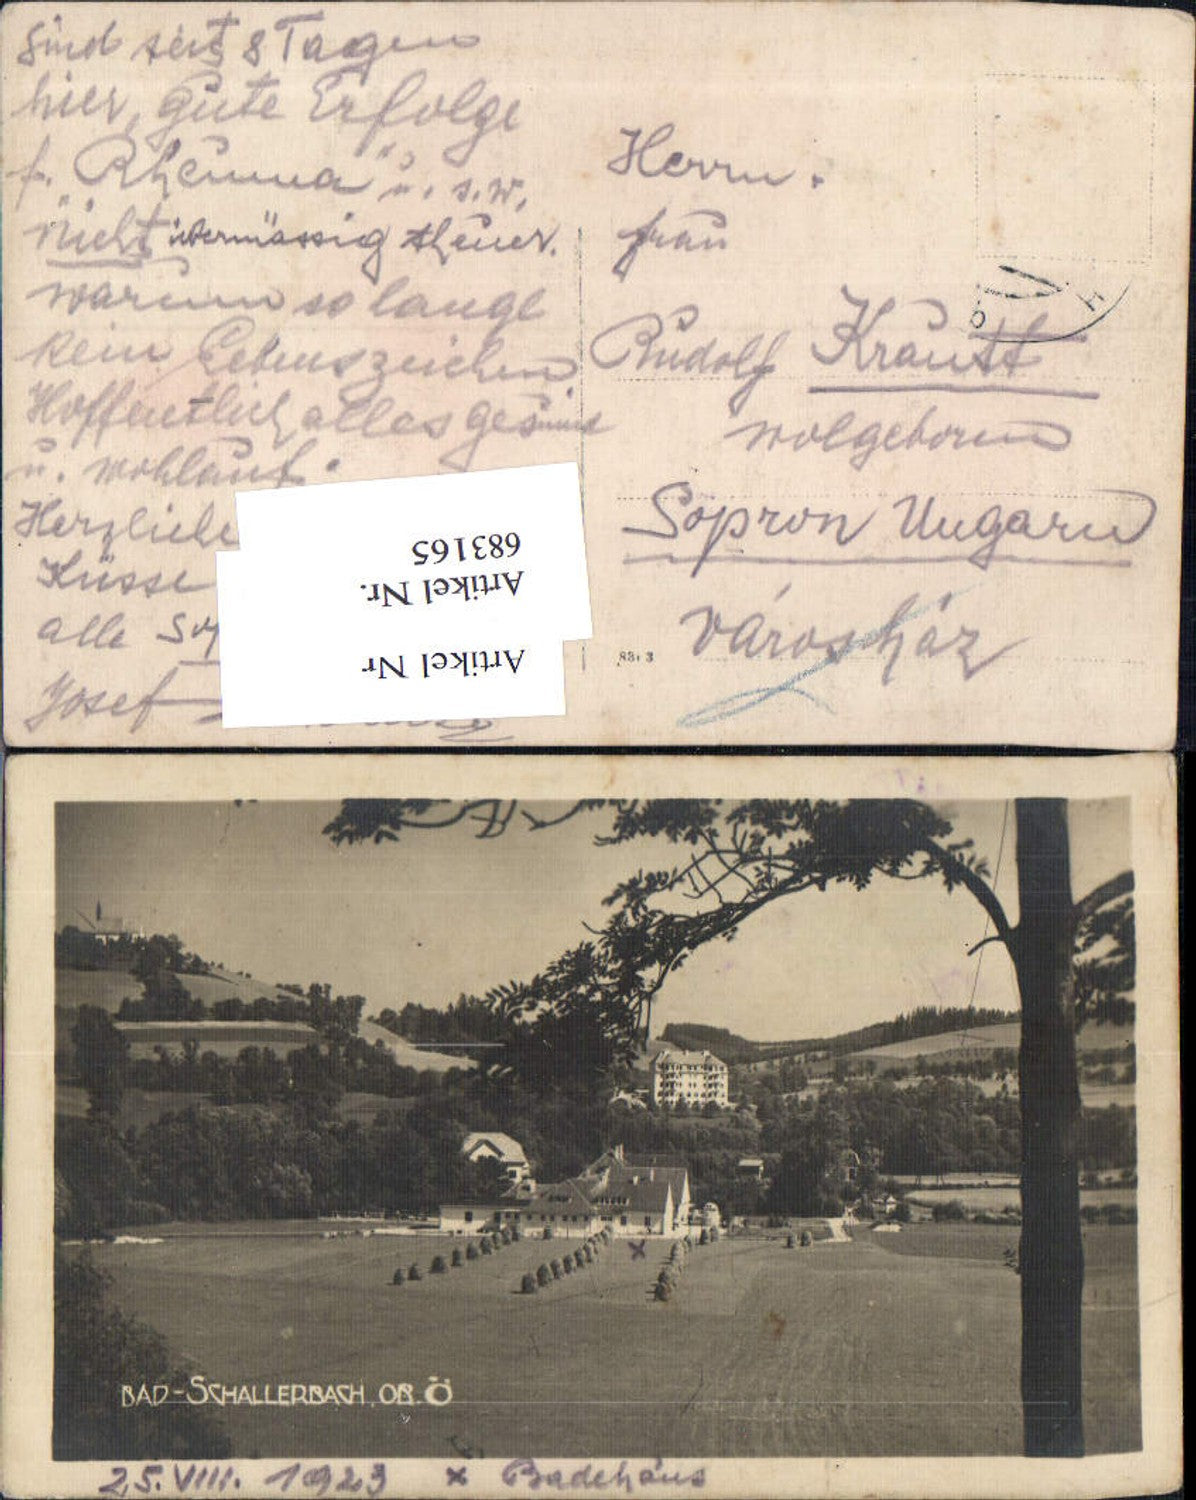 Sind seit 8 Tagen
hier, gute Erfolge
f. "Rheuma" u. s. w.
nicht übermässig theuer.
warum so lange
kein Lebenszeichen
Hoffentlich alles gesund
u. wohlauf.
Herzliche
Küsse
alle
Josef
Herrn.
frau
Rudolf Krausz
wolgeboren
Sopron Ungarn
városház
Artikel Nr.
683165
Artikel Nr
BAD-SCHALLERBACH, OB. Ö
25. VIII. 1923 x Badehaus